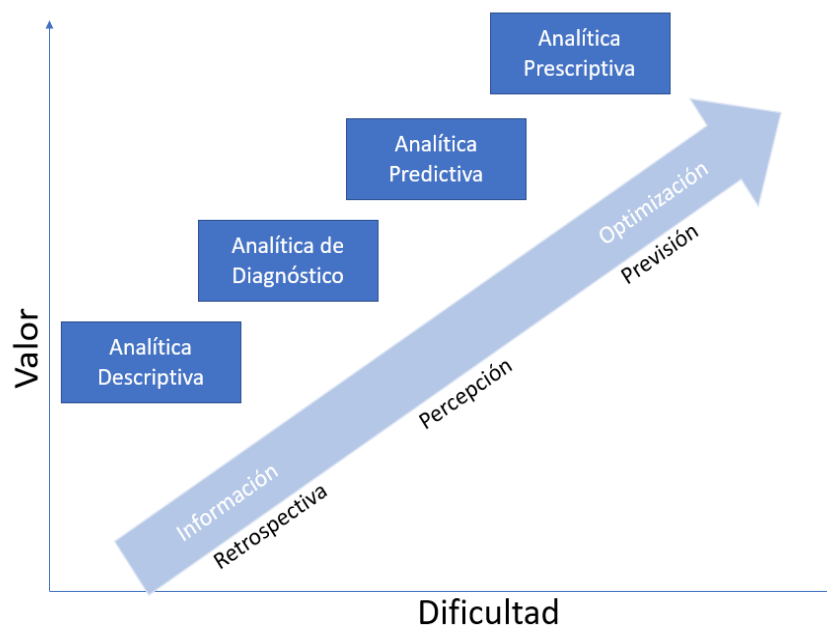 Analítica
Prescriptiva
Analítica
Predictiva
Analítica de
Diagnóstico
Analítica
Descriptiva
Valor
Optimización
Previsión
Percepción
Información
Retrospectiva
Dificultad